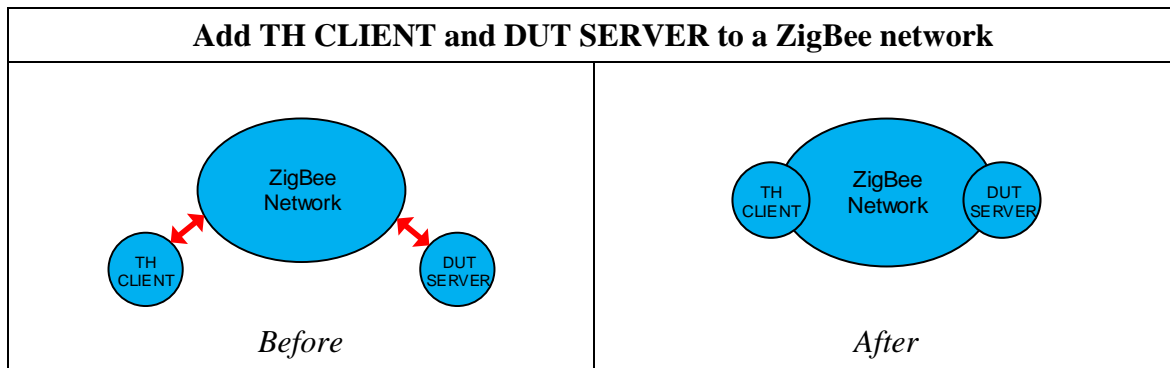 Add TH CLIENT and DUT SERVER to a ZigBee network
ZigBee
Network
TH
CLIENT
DUT
SERVER
Before
TH
CLIENT
ZigBee
Network
DUT
SERVER
After